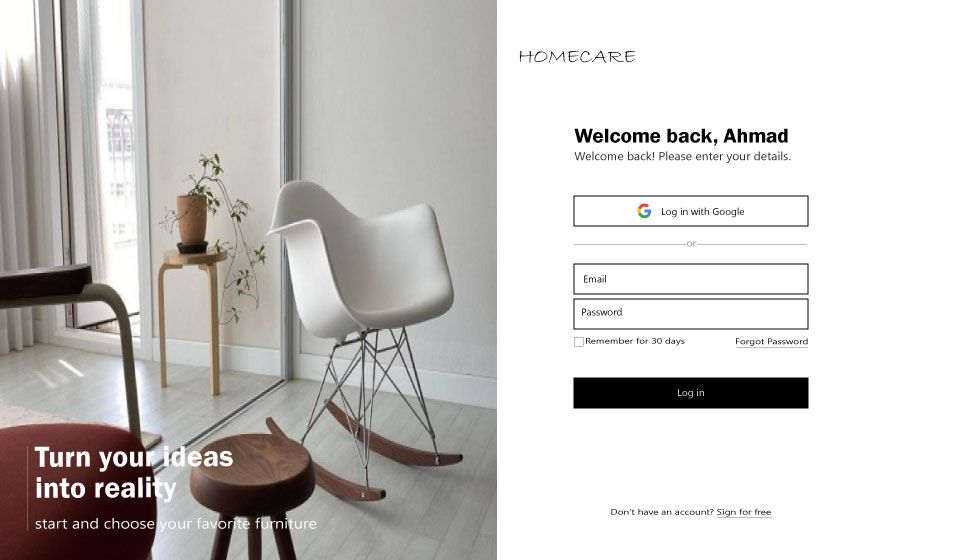 HOMECARE
Welcome back, Ahmad
Welcome back! Please enter your details.
Log in with Google
or
Email
Password
Remember for 30 days
Forgot Password
Log in
Don't have an account? Sign for free
Turn your ideas
into reality
start and choose your favorite furniture